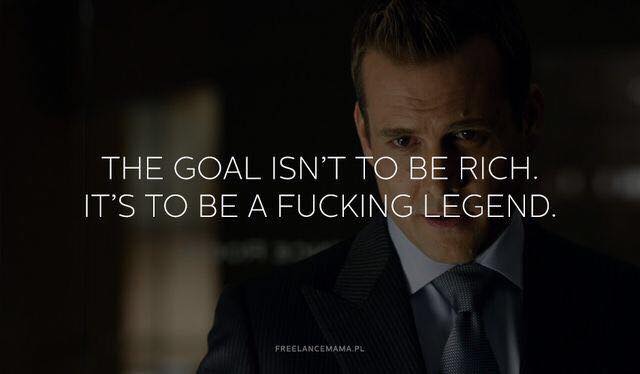 THE GOAL ISN'T TO BE RICH.
IT'S TO BE A FUCKING LEGEND.
FREELANCEMAMA.PL